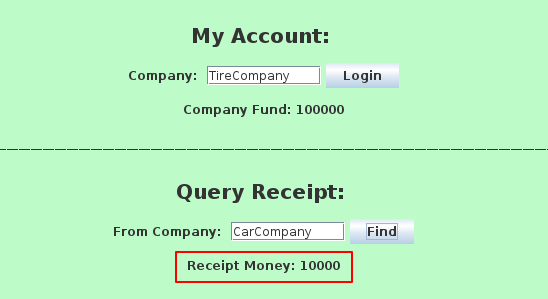 My Account:
Company: TireCompany Login
Company Fund: 100000
Query Receipt:
From Company: CarCompany Find
Receipt Money: 10000